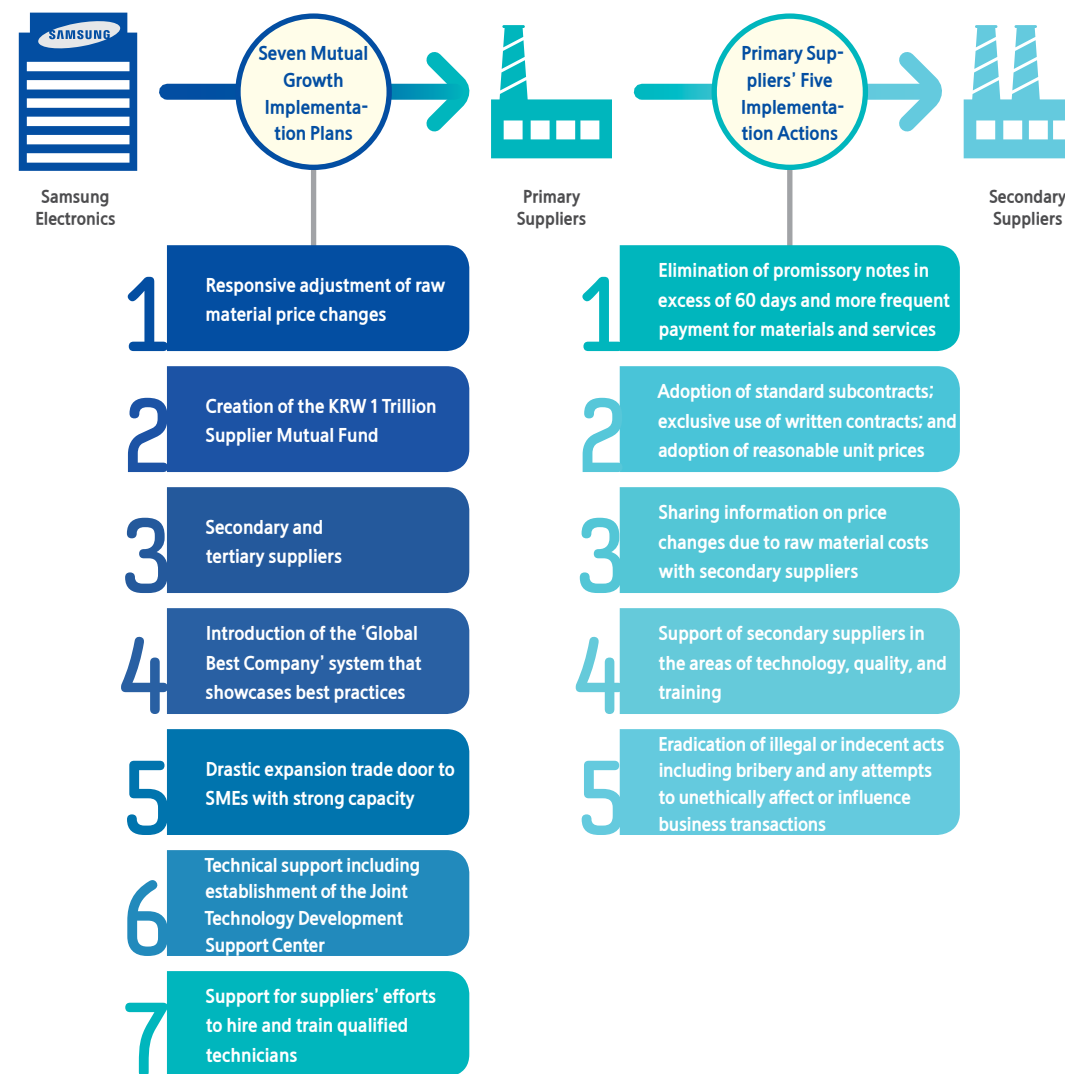 SAMSUNG
Seven Mutual
Growth
Implementa-
tion Plans
Primary Sup-
pliers' Five
Implementa-
tion Actions
Samsung
Electronics
Primary
Suppliers
Secondary
Suppliers
1
Responsive adjustment of raw
material price changes
2
Creation of the KRW 1 Trillion
Supplier Mutual Fund
3
Secondary and
tertiary suppliers
4
Introduction of the ‘Global
Best Company’ system that
showcases best practices
5
Drastic expansion trade door to
SMEs with strong capacity
6
Technical support including
establishment of the Joint
Technology Development
Support Center
7
Support for suppliers’ efforts
to hire and train qualified
technicians
1
Elimination of promissory notes in
excess of 60 days and more frequent
payment for materials and services
2
Adoption of standard subcontracts;
exclusive use of written contracts; and
adoption of reasonable unit prices
3
Sharing information on price
changes due to raw material costs
with secondary suppliers
4
Support of secondary suppliers in
the areas of technology, quality, and
training
5
Eradication of illegal or indecent acts
including bribery and any attempts
to unethically affect or influence
business transactions